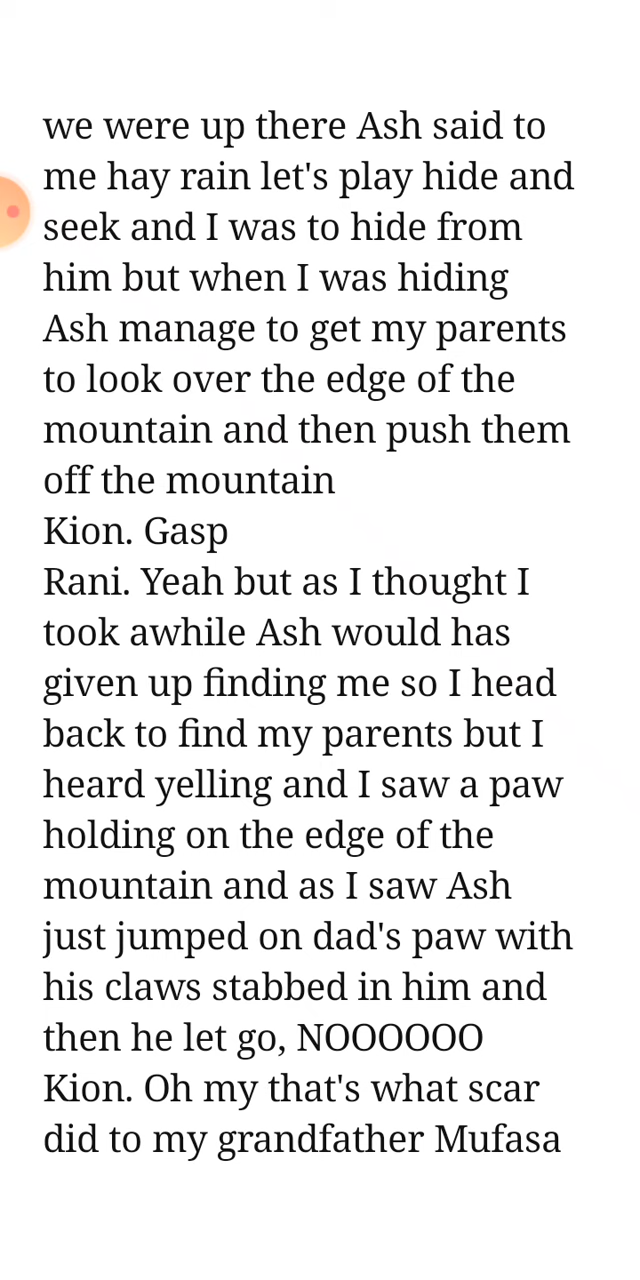 we were up there Ash said to
me hay rain let's play hide and
seek and I was to hide from
him but when I was hiding
Ash manage to get my parents
to look over the edge of the
mountain and then push them
off the mountain
Kion. Gasp
Rani. Yeah but as I thought I
took awhile Ash would has
given up finding me so I head
back to find my parents but I
heard yelling and I saw a paw
holding on the edge of the
mountain and as I saw Ash
just jumped on dad's paw with
his claws stabbed in him and
then he let go, NOOOOOO
Kion. Oh my that's what scar
did to my grandfather Mufasa